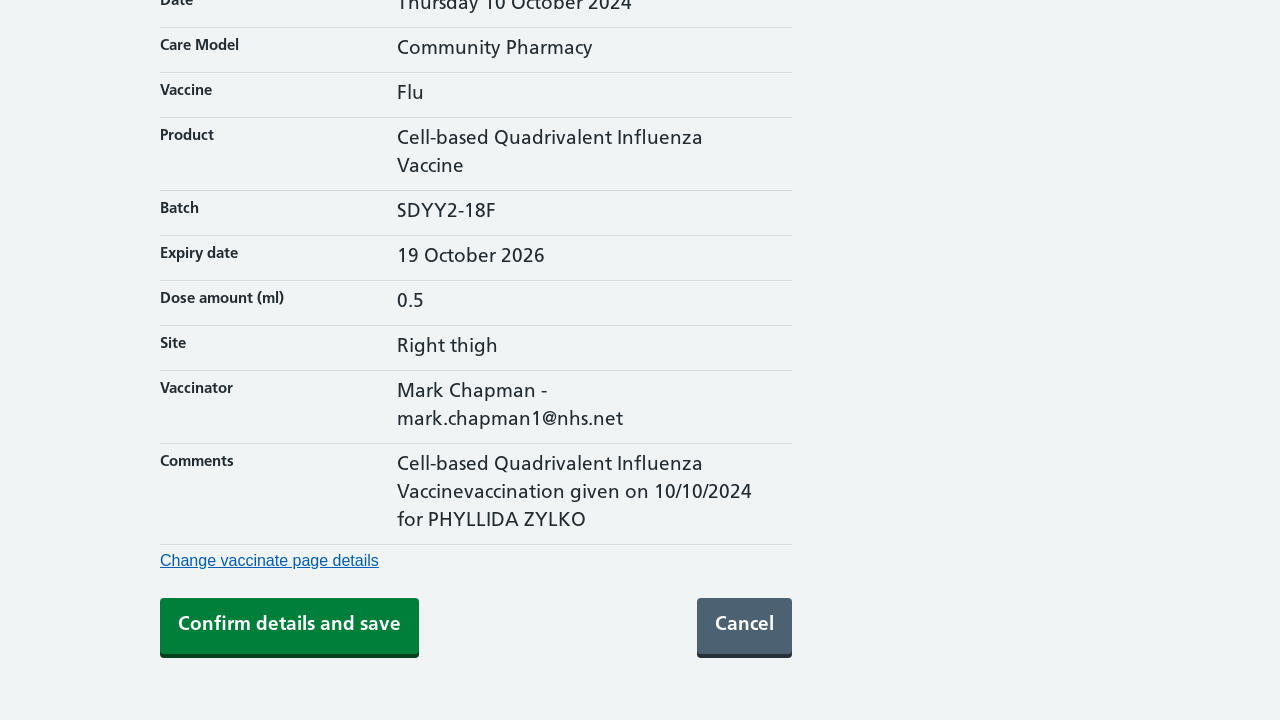 Date
Thursday 10 October 2024
Care Model
Community Pharmacy
Vaccine
Flu
Product
Cell-based Quadrivalent Influenza
Vaccine
Batch
SDYY2-18F
Expiry date
19 October 2026
Dose amount (ml)
0.5
Site
Right thigh
Vaccinator
Mark Chapman -
mark.chapman1@nhs.net
Comments
Cell-based Quadrivalent Influenza
Vaccinevaccination given on 10/10/2024
for PHYLLIDA ZYLKO
Change vaccinate page details
Confirm details and save
Cancel